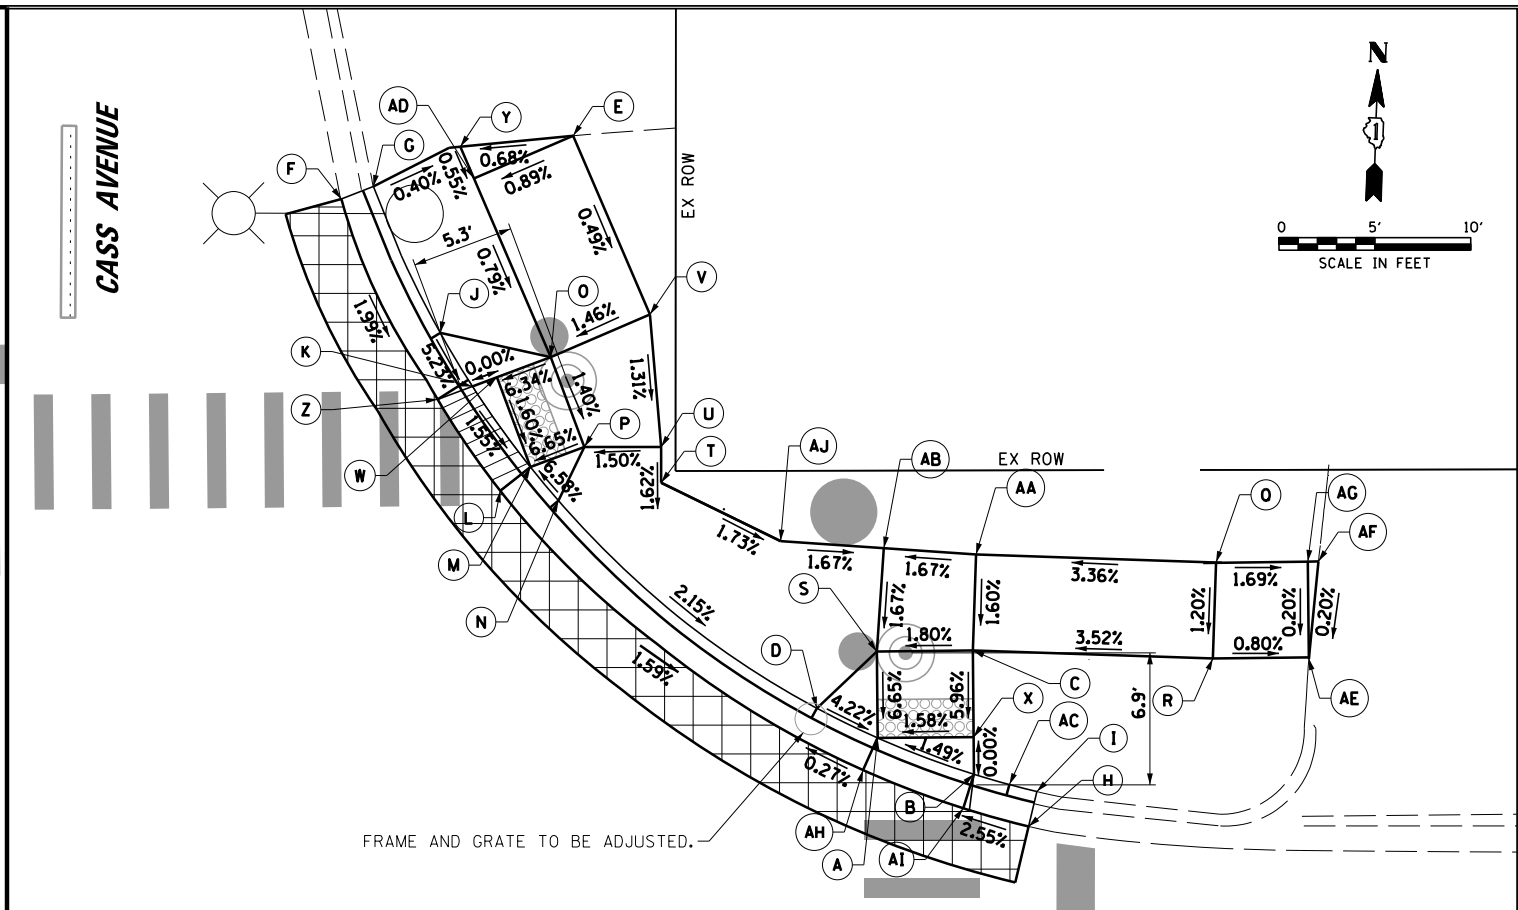 CASS AVENUE
AD
Y
E
G
F
0.68%
0.55%
0.40%
0.89%
EX ROW
N
1
0
5'
10'
SCALE IN FEET
5.3'
0.49%
0.79%
J
O
V
1.99%
1.46%
K
5.23%
0.00%
1.31%
6.34%
1.40%
Z
1.60%
U
P
1.55%
6.65%
1.50%
T
AJ
AB
EX ROW
W
6.58%
1.62%
AA
O
AG
L
1.73%
AF
M
1.67%
1.67%
3.36%
1.69%
S
1.67%
1.60%
1.20%
0.20%
0.20%
N
2.15%
1.80%
3.52%
0.80%
D
1.59%
C
6.65%
5.96%
X
6.9'
R
AE
4.22%
1.58%
AC
I
1.49%
0.00%
0.27%
H
B
FRAME AND GRATE TO BE ADJUSTED.
AH
2.55%
A
AI